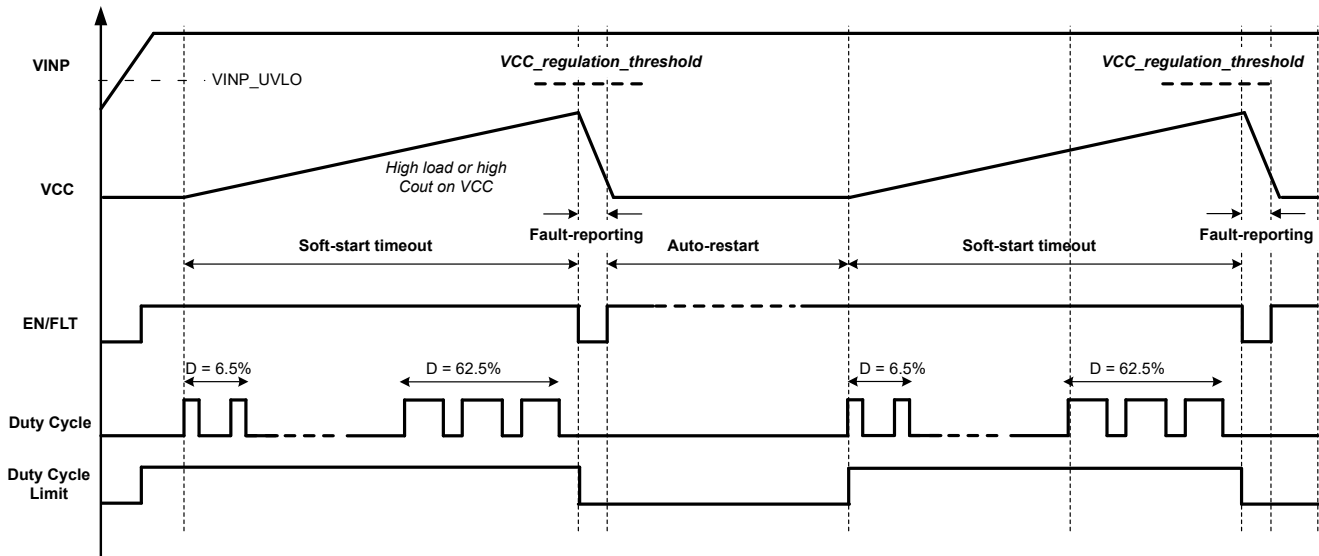 VINP
VINP_UVLO
VCC_regulation_threshold
VCC_regulation_threshold
VCC
High load or high
Cout on VCC
Fault-reporting
Fault-reporting
Soft-start timeout
Auto-restart
Soft-start timeout
EN/FLT
D = 6.5%
D = 62.5%
D = 6.5%
D = 62.5%
Duty Cycle
Duty Cycle
Limit